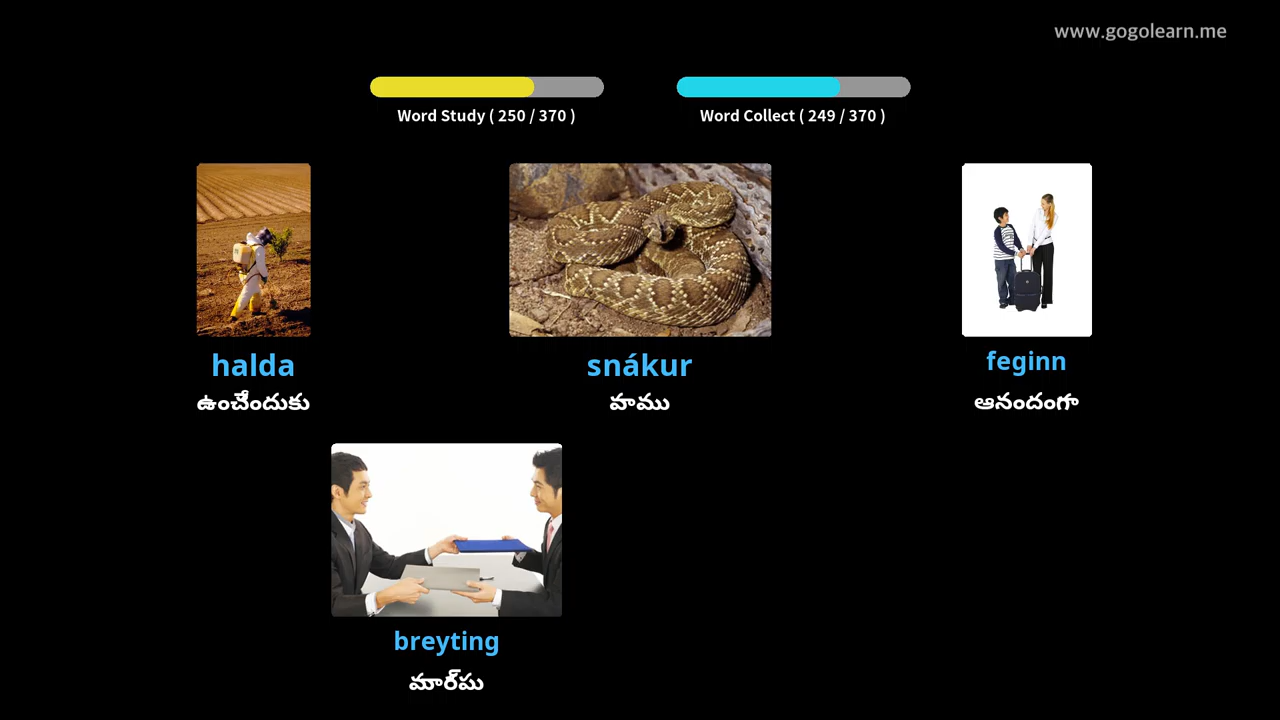 www.gogolearn.me
Word Study ( 250 / 370 )
Word Collect ( 249 / 370 )
halda
ఉంచేందుకు
snákur
పాము
feginn
ఆనందంగా
breyting
మార్పు